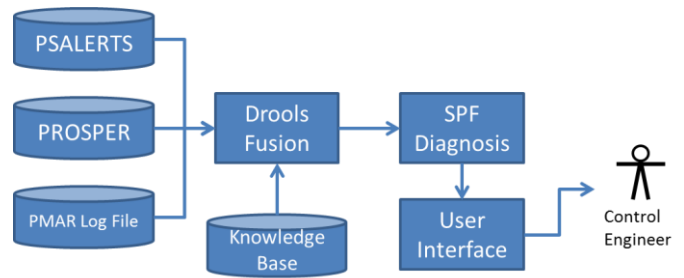 PSALERTS
PROSPER
PMAR Log File
Drools
Fusion
Knowledge
Base
SPF
Diagnosis
User
Interface
Control
Engineer